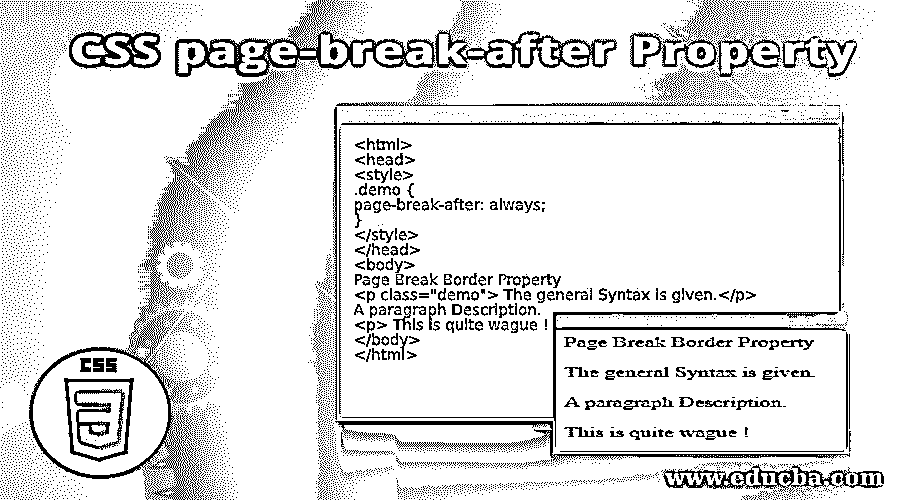 CSS page-break-after Property
<html>
<head>
<style>
.demo {
page-break-after: always;
}
</style>
</head>
<body>
Page Break Border Property
<p class="demo"> The general Syntax is given.</p>
A paragraph Description.
<p> This is quite wague !
</body>
</html>
Page Break Border Property
The general Syntax is given.
A paragraph Description.
This is quite wague !
CSS
www.educba.com